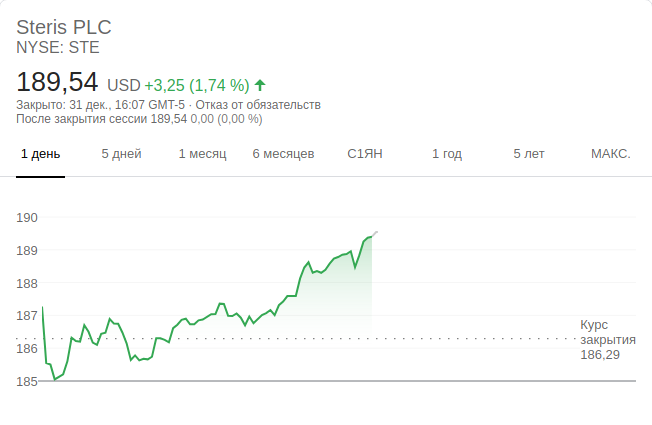 Steris PLC
NYSE: STE
189,54 USD +3,25 (1,74 %)
Закрыто: 31 дек., 16:07 GMT-5 · Отказ от обязательств
После закрытия сессии 189,54 0,00 (0,00 %)
1 день 5 дней 1 месяц 6 месяцев С1ЯН 1 год 5 лет МАКС.
190
189
188
187
186
185
Курс
закрытия
186,29